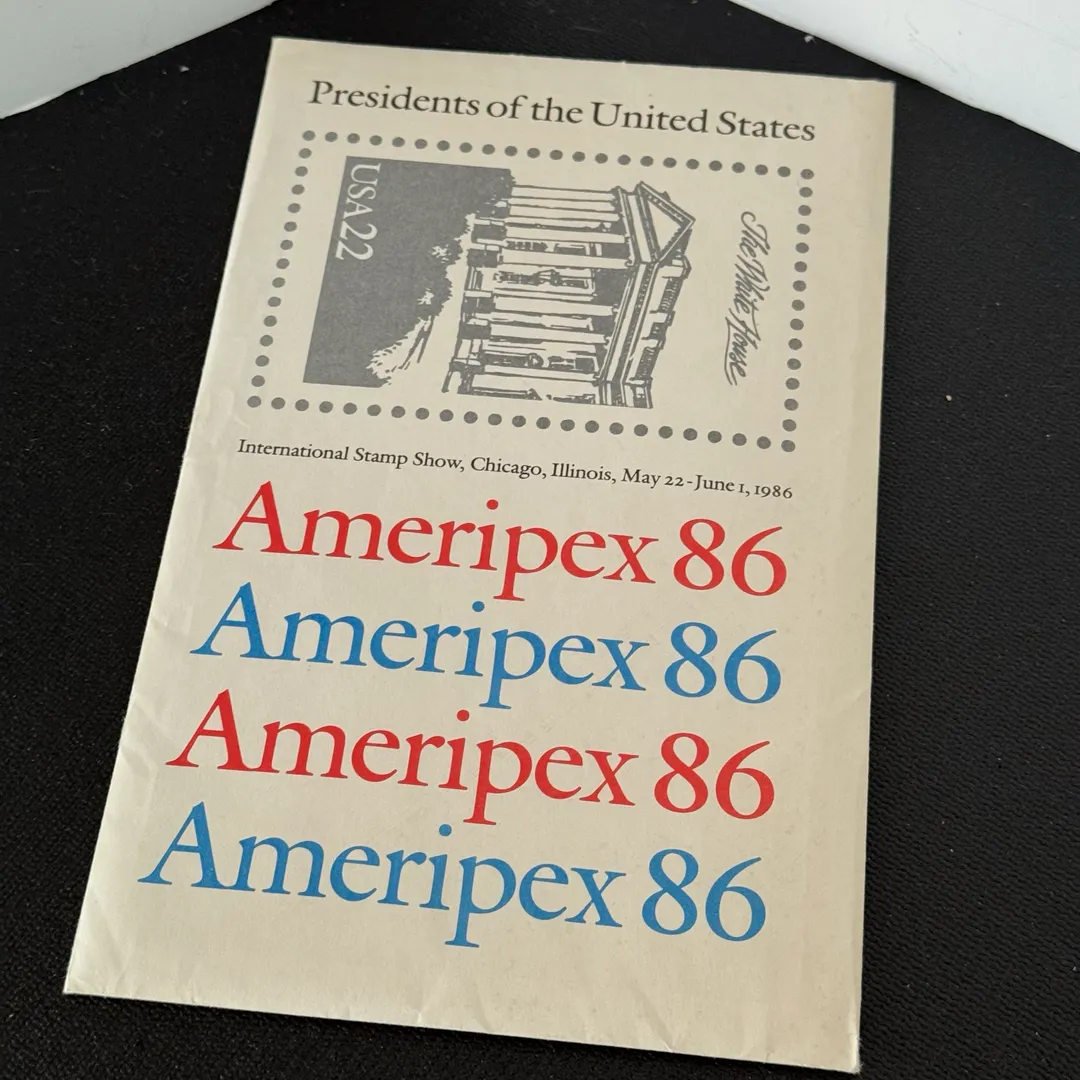 Presidents of the United States
USA22
The White House
International Stamp Show, Chicago, Illinois, May 22-June 1, 1986
Ameripex 86
Ameripex 86
Ameripex 86
Ameripex 86